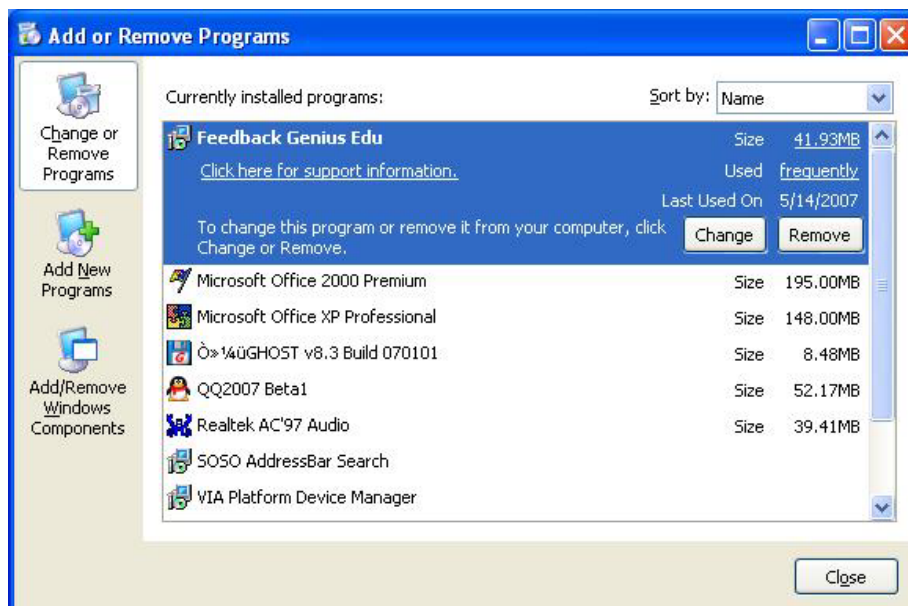 Add or Remove Programs
Change or
Remove
Programs
Add New
Programs
Add/Remove
Windows
Components
Currently installed programs:
Sort by: Name
Feedback Genius Edu Size 41.93MB
Click here for support information. Used frequently
Last Used On 5/14/2007
To change this program or remove it from your computer, click
Change or Remove.
Change Remove
Microsoft Office 2000 Premium Size 195.00MB
Microsoft Office XP Professional Size 148.00MB
Ò»¼üGHOST v8.3 Build 070101 Size 8.48MB
QQ2007 Beta1 Size 52.17MB
Realtek AC'97 Audio Size 39.41MB
SOSO AddressBar Search
VIA Platform Device Manager
Close